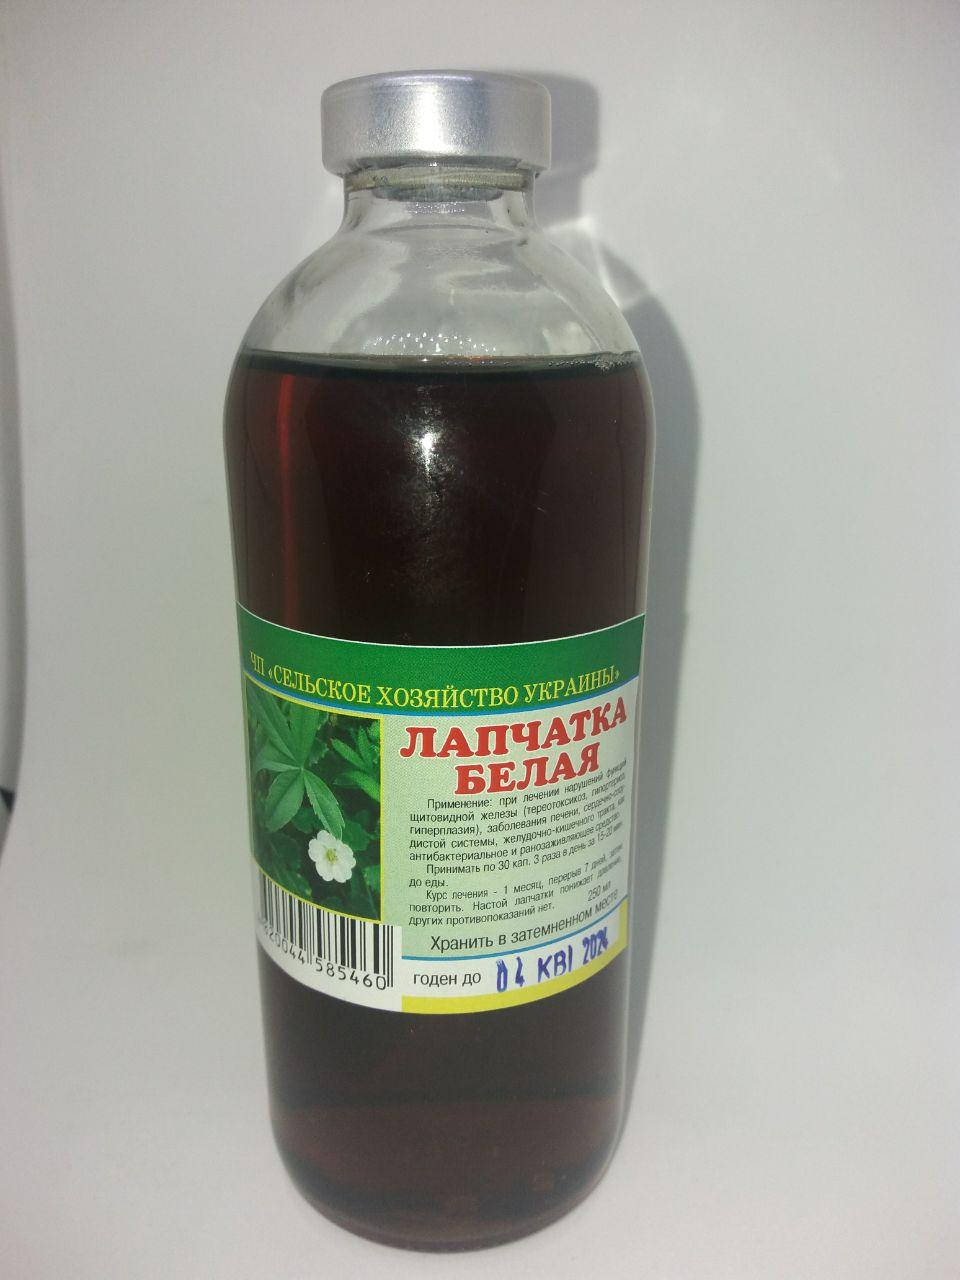 ЧП «СЕЛЬСКОЕ ХОЗЯЙСТВО УКРАИНЫ»
ЛАПЧАТКА
БЕЛАЯ
Применение: при лечении нарушений функций
щитовидной железы (тереотоксикоз, гипортериоз,
гиперплазия), заболевания печени, сердечно-сосу-
дистой системы, желудочно-кишечного тракта, как
антибактериальное и ранозаживляющее средство.
Принимать по 30 кап. 3 раза в день за 15-20 мин.
до еды.
Курс лечения - 1 месяц, перерыв 7 дней, затем
повторить. Настой лапчатки понижает давление,
других противопоказаний нет. 250 мл
Хранить в затемненном месте
годен до 04 КВІ 2024
820044 585460